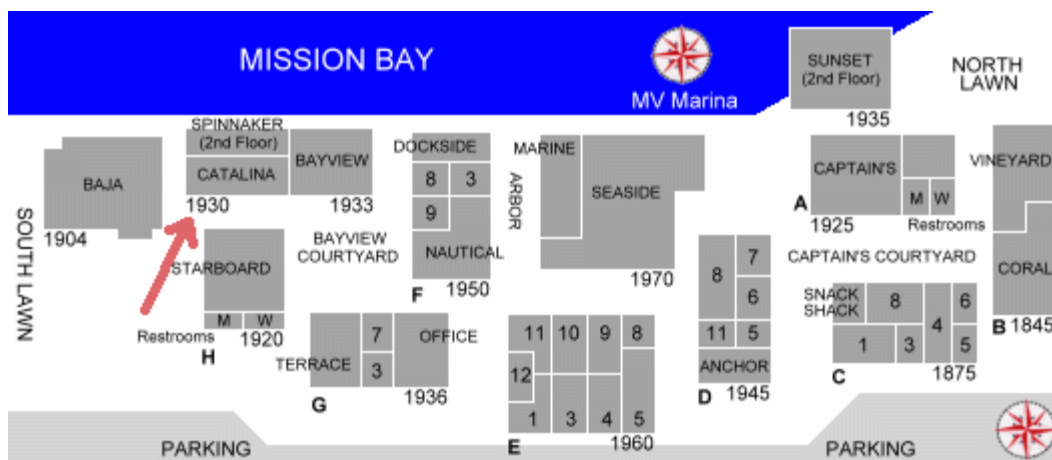 MISSION BAY
MV Marina
SUNSET
(2nd Floor)
1935
NORTH
LAWN
SPINNAKER
(2nd Floor)
CATALINA
1930
BAYVIEW
1933
BAJA
1904
SOUTH LAWN
DOCKSIDE
8 3
9
NAUTICAL
F 1950
BAYVIEW
COURTYARD
ARBOR
MARINE
SEASIDE
1970
CAPTAIN'S
M W
Restrooms
A 1925
VINEYARD
CORAL
B 1845
CAPTAIN'S COURTYARD
STARBOARD
M W
Restrooms
H 1920
TERRACE
7
3
OFFICE
G 1936
11 10 9 8
12
1 3 4 5
E 1960
8 7
6
11 5
ANCHOR
D 1945
SNACK
SHACK
8 4 6
1 3 5
C 1875
PARKING
PARKING